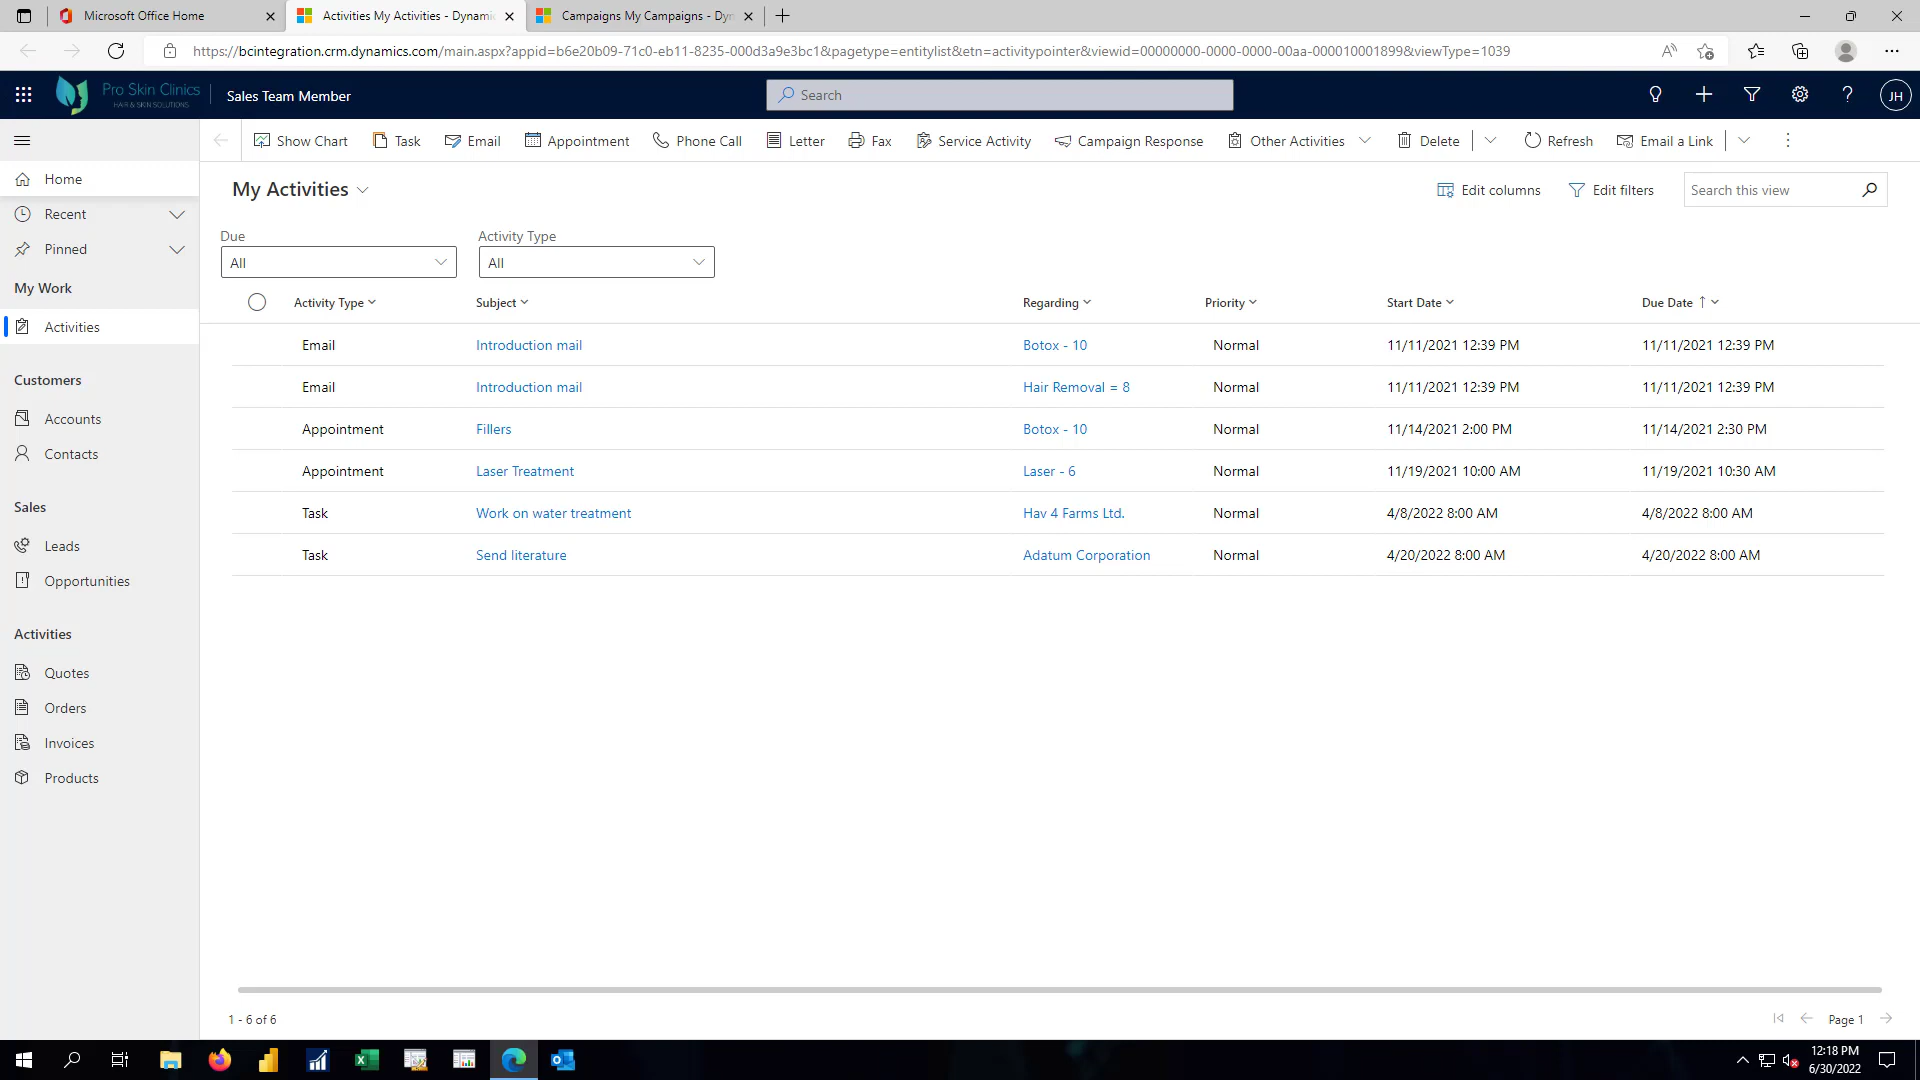 Microsoft Office Home
Activities My Activities - Dynami
Campaigns My Campaigns - Dyn
https://bcintegration.crm.dynamics.com/main.aspx?appid=b6e20b09-71c0-eb11-8235-000d3a9e3bc1&pagetype=entitylist&etn=activitypointer&viewid=00000000-0000-0000-00aa-000010001899&viewType=1039
Pro Skin Clinics
HAIR & SKIN SOLUTIONS
Sales Team Member
Search
JH
Show Chart Task Email Appointment Phone Call Letter Fax Service Activity Campaign Response Other Activities Delete Refresh Email a Link
Home
Recent
Pinned
My Work
Activities
Customers
Accounts
Contacts
Sales
Leads
Opportunities
Activities
Quotes
Orders
Invoices
Products
My Activities
Edit columns Edit filters Search this view
Due Activity Type
All All
Activity Type Subject Regarding Priority Start Date Due Date ↑
Email Introduction mail Botox - 10 Normal 11/11/2021 12:39 PM 11/11/2021 12:39 PM
Email Introduction mail Hair Removal = 8 Normal 11/11/2021 12:39 PM 11/11/2021 12:39 PM
Appointment Fillers Botox - 10 Normal 11/14/2021 2:00 PM 11/14/2021 2:30 PM
Appointment Laser Treatment Laser - 6 Normal 11/19/2021 10:00 AM 11/19/2021 10:30 AM
Task Work on water treatment Hav 4 Farms Ltd. Normal 4/8/2022 8:00 AM 4/8/2022 8:00 AM
Task Send literature Adatum Corporation Normal 4/20/2022 8:00 AM 4/20/2022 8:00 AM
1 - 6 of 6
Page 1
12:18 PM
6/30/2022